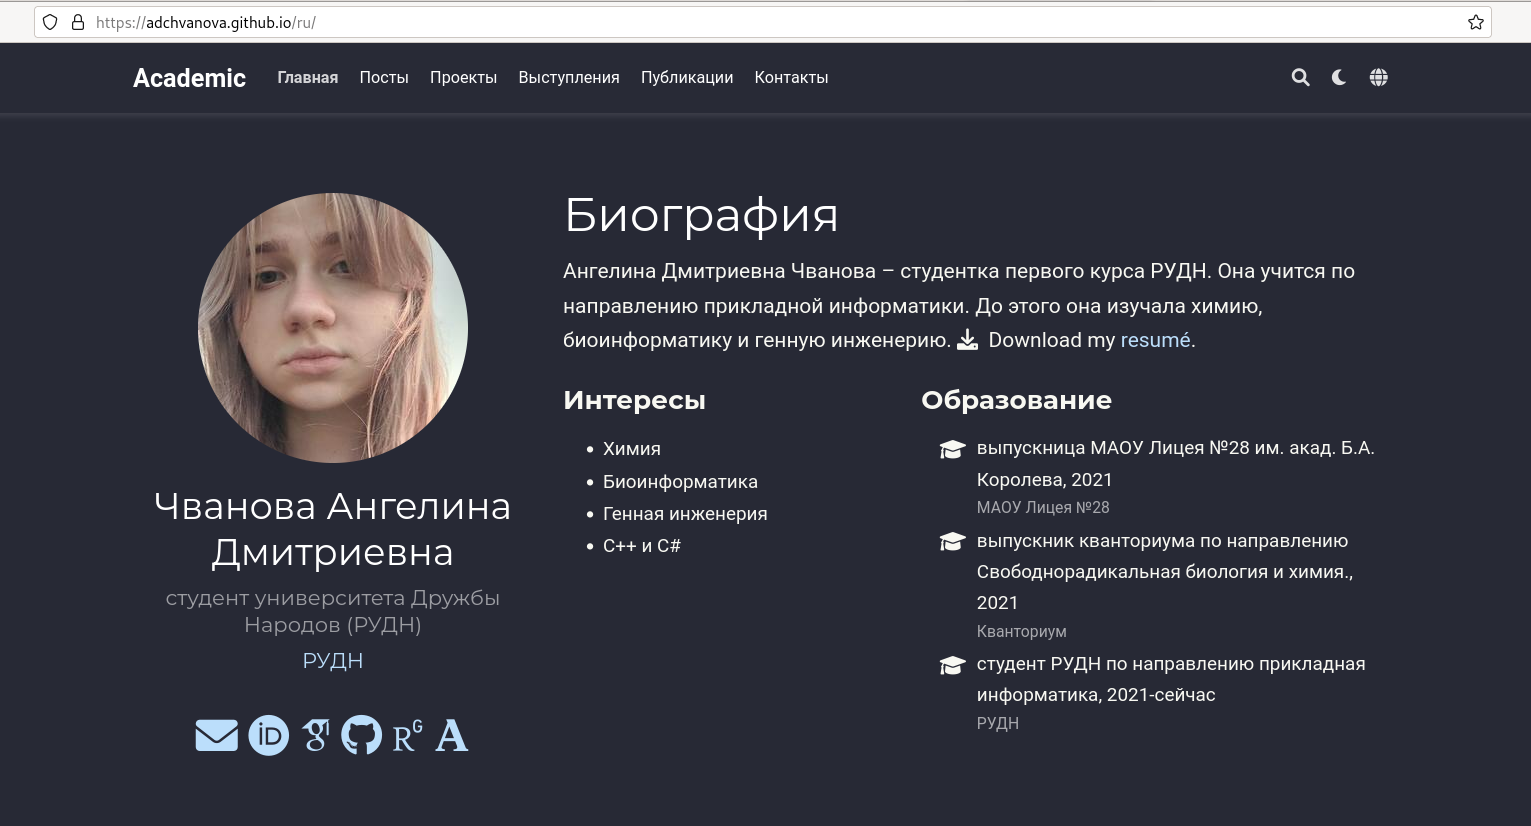 https://adchvanova.github.io/ru/
Academic Главная Посты Проекты Выступления Публикации Контакты
Чванова Ангелина
Дмитриевна
студент университета Дружбы
Народов (РУДН)
РУДН
Биография
Ангелина Дмитриевна Чванова – студентка первого курса РУДН. Она учится по
направлению прикладной информатики. До этого она изучала химию,
биоинформатику и генную инженерию. Download my resumé.
Интересы
• Химия
• Биоинформатика
• Генная инженерия
• C++ и C#
Образование
выпускница МАОУ Лицея №28 им. акад. Б.А.
Королева, 2021
МАОУ Лицея №28
выпускник кванториума по направлению
Свободнорадикальная биология и химия.,
2021
Кванториум
студент РУДН по направлению прикладная
информатика, 2021-сейчас
РУДН